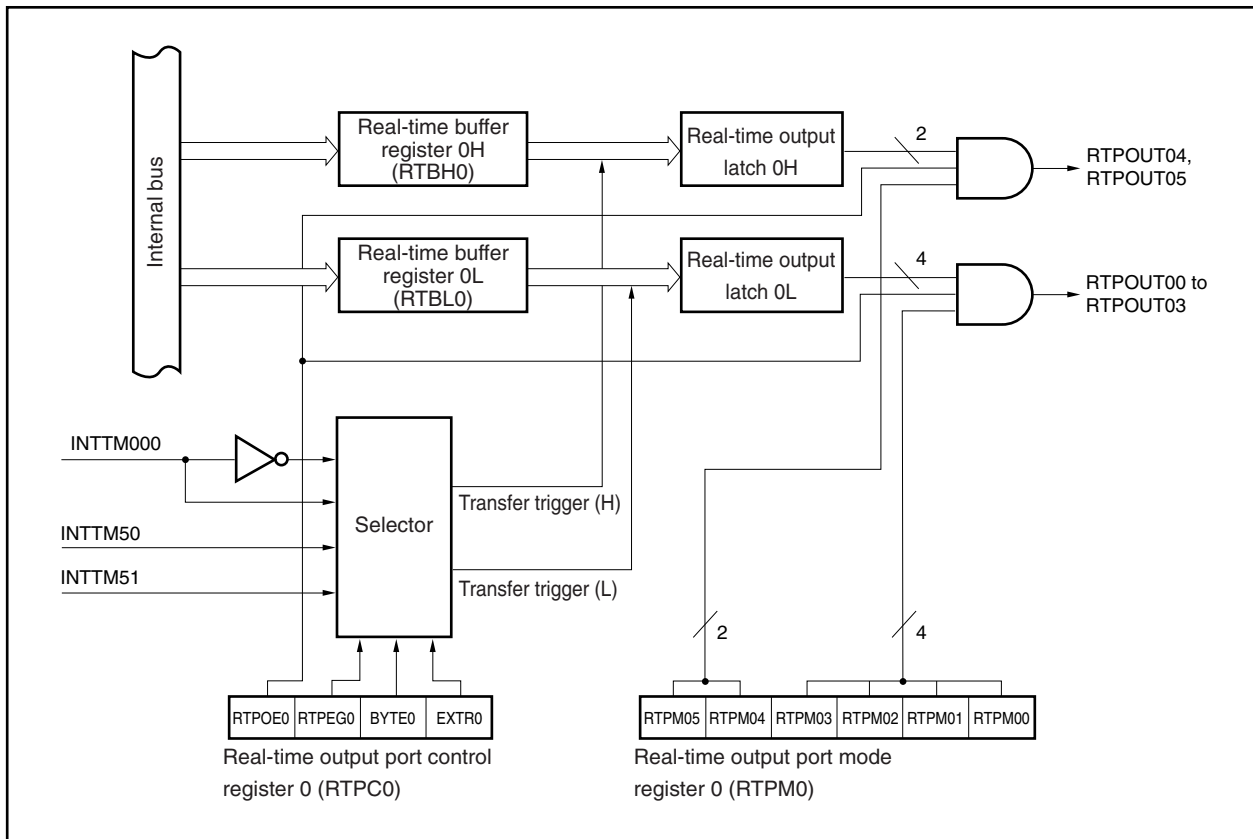 Internal bus
Real-time buffer
register 0H
(RTBH0)
Real-time output
latch 0H
2
RTPOUT04,
RTPOUT05
Real-time buffer
register 0L
(RTBL0)
Real-time output
latch 0L
4
RTPOUT00 to
RTPOUT03
INTTM000
INTTM50
INTTM51
Selector
Transfer trigger (H)
Transfer trigger (L)
2
4
RTPOE0
RTPEG0
BYTE0
EXTR0
Real-time output port control
register 0 (RTPC0)
RTPM05
RTPM04
RTPM03
RTPM02
RTPM01
RTPM00
Real-time output port mode
register 0 (RTPM0)